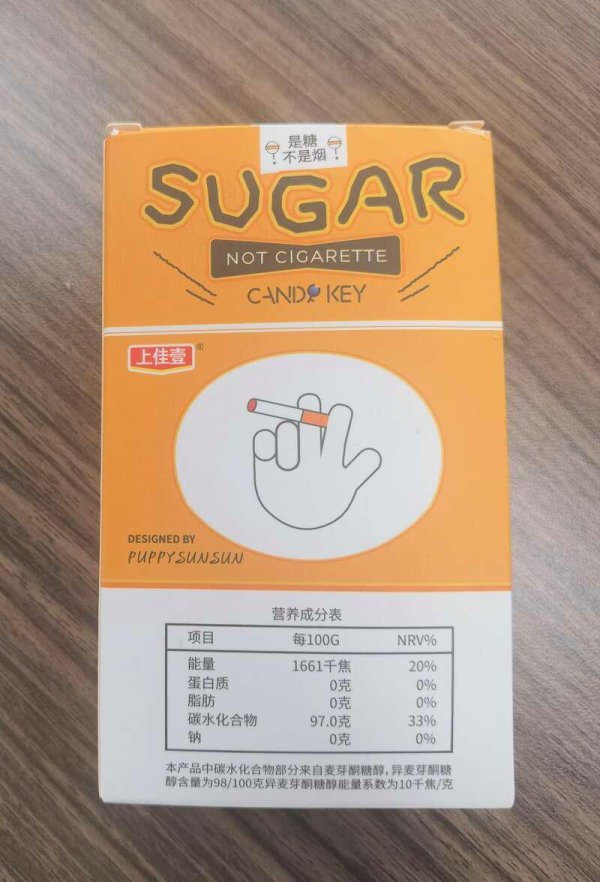 是糖
不是烟
SUGAR
NOT CIGARETTE
CANDY KEY
上佳壹®
DESIGNED BY
PUPPYSUNSUN
营养成分表
项目 每100G NRV%
能量 1661千焦 20%
蛋白质 0克 0%
脂肪 0克 0%
碳水化合物 97.0克 33%
钠 0克 0%
本产品中碳水化合物部分来自麦芽酮糖醇,异麦芽酮糖
醇含量为98/100克异麦芽酮糖醇能量系数为10千焦/克